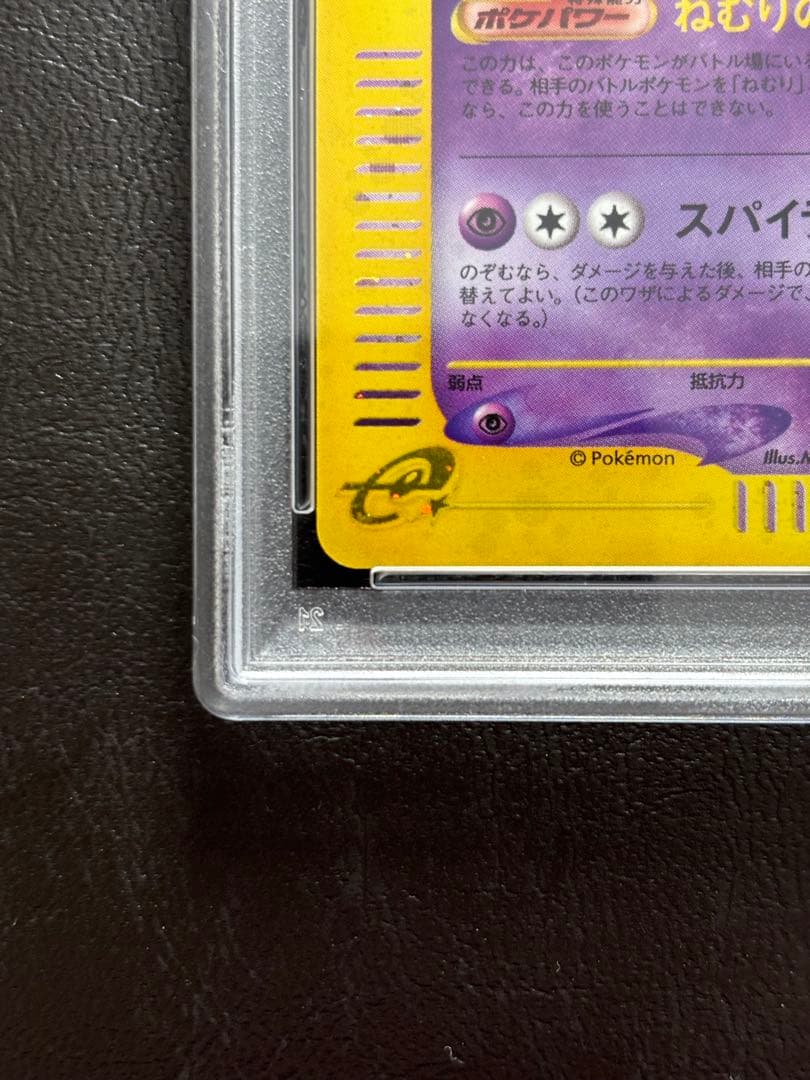 ポケパワー ねむりの
この力は、このポケモンがバトル場にい
できる。相手のバトルポケモンを「ねむり」
なら、この力を使うことはできない。
スパイ
のぞむなら、ダメージを与えた後、相手の
替えてよい。(このワザによるダメージで
なくなる。)
弱点 抵抗力
© Pokémon Illus.M
e
21